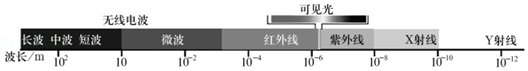 可见光
无线电波
长波 中波 短波 微波 红外线 紫外线 X射线 Y射线
波长/m 10² 10 10⁻² 10⁻⁴ 10⁻⁶ 10⁻⁸ 10⁻¹⁰ 10⁻¹²